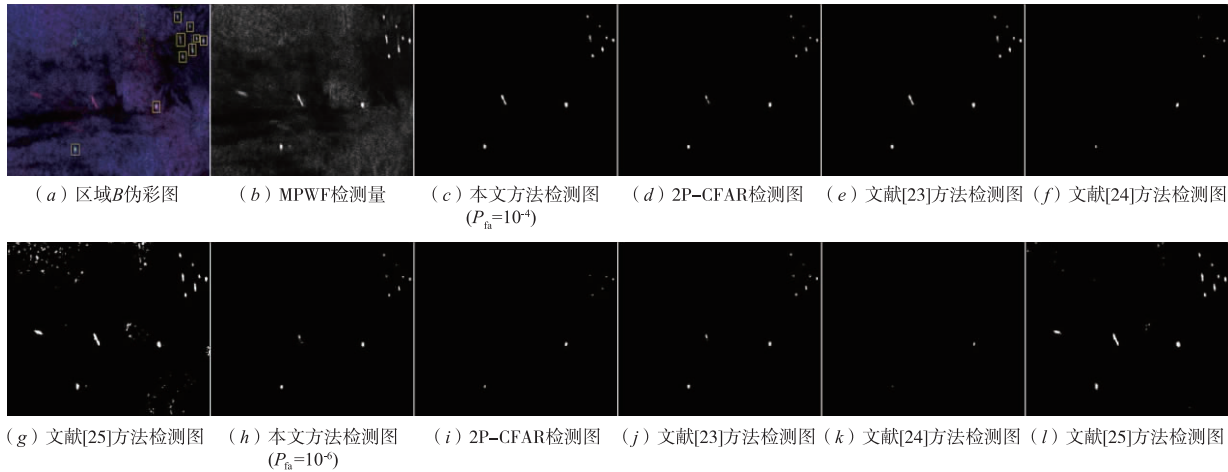 (a) 区域B伪彩图
(b) MPWF检测量
(c) 本文方法检测图
(P_fa=10^-4)
(d) 2P-CFAR检测图
(e) 文献[23]方法检测图
(f) 文献[24]方法检测图
(g) 文献[25]方法检测图
(h) 本文方法检测图
(P_fa=10^-6)
(i) 2P-CFAR检测图
(j) 文献[23]方法检测图
(k) 文献[24]方法检测图
(l) 文献[25]方法检测图